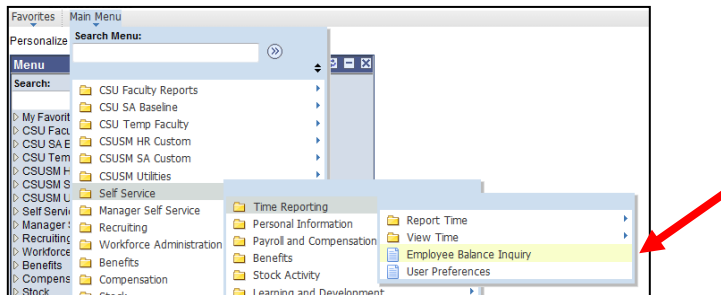 Favorites Main Menu
Personalize
Search Menu:
Menu
Search:
My Favorit
CSU Facu
CSU SA E
CSU Tem
CSUSM H
CSUSM S
CSUSM U
Self Servi
Manager
Recruiting
Workforce
Benefits
Compens
Stock
CSU Faculty Reports
CSU SA Baseline
CSU Temp Faculty
CSUSM HR Custom
CSUSM SA Custom
CSUSM Utilities
Self Service
Manager Self Service
Recruiting
Workforce Administration
Benefits
Compensation
Stock
Time Reporting
Personal Information
Payroll and Compensation
Benefits
Stock Activity
Learning and Development
Report Time
View Time
Employee Balance Inquiry
User Preferences